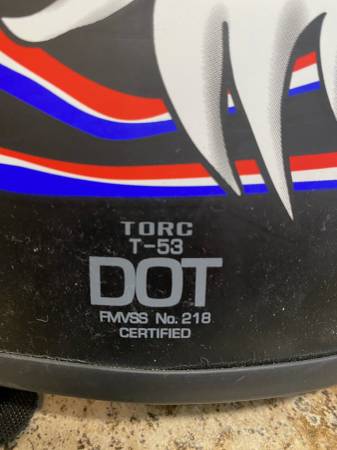 TORC
T-53
DOT
FMVSS No. 218
CERTIFIED